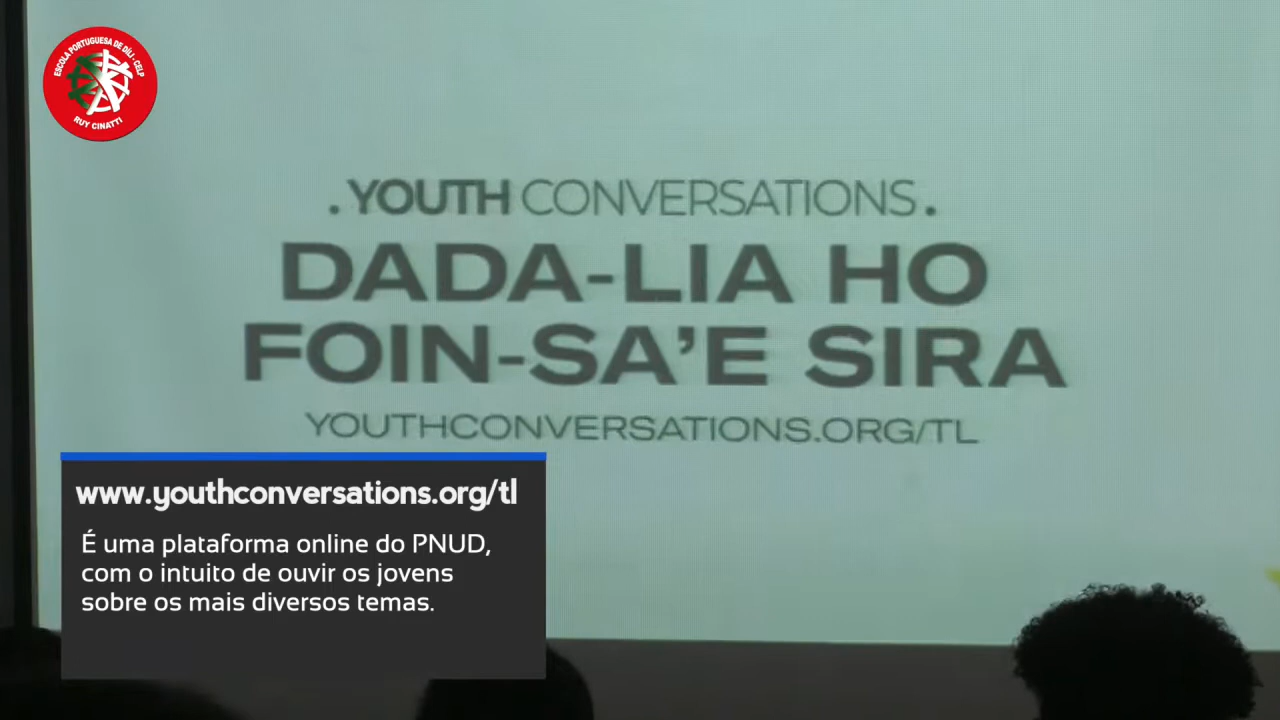 ESCOLA PORTUGUESA DE DÍLI - CELP
RUY CINATTI
. YOUTH CONVERSATIONS .
DADA-LIA HO
FOIN-SA’E SIRA
YOUTHCONVERSATIONS.ORG/TL
www.youthconversations.org/tl
É uma plataforma online do PNUD,
com o intuito de ouvir os jovens
sobre os mais diversos temas.